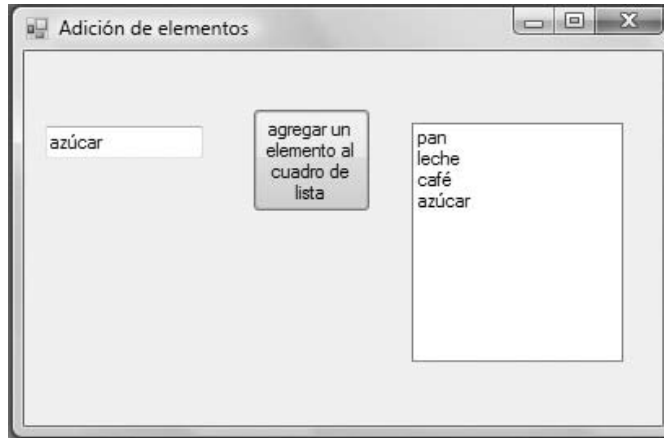 Adición de elementos
azúcar
agregar un
elemento al
cuadro de
lista
pan
leche
café
azúcar